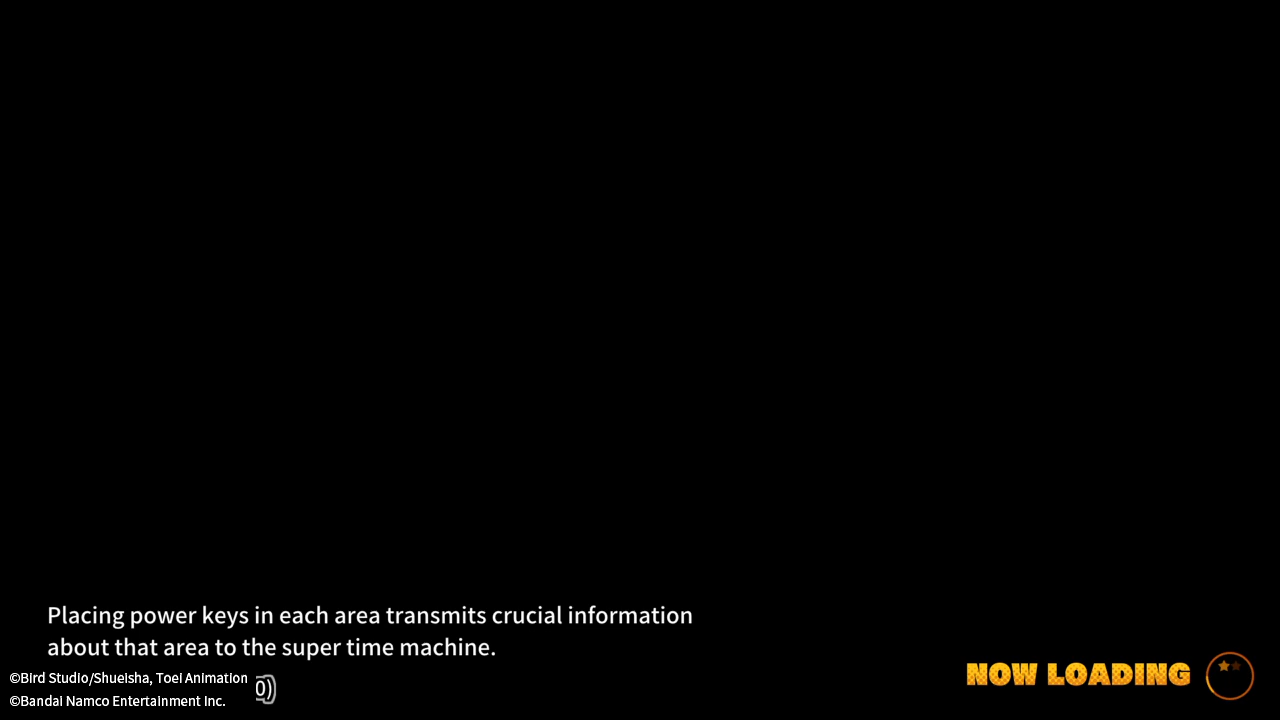 Placing power keys in each area transmits crucial information
about that area to the super time machine.
©Bird Studio/Shueisha, Toei Animation
©Bandai Namco Entertainment Inc.
NOW LOADING